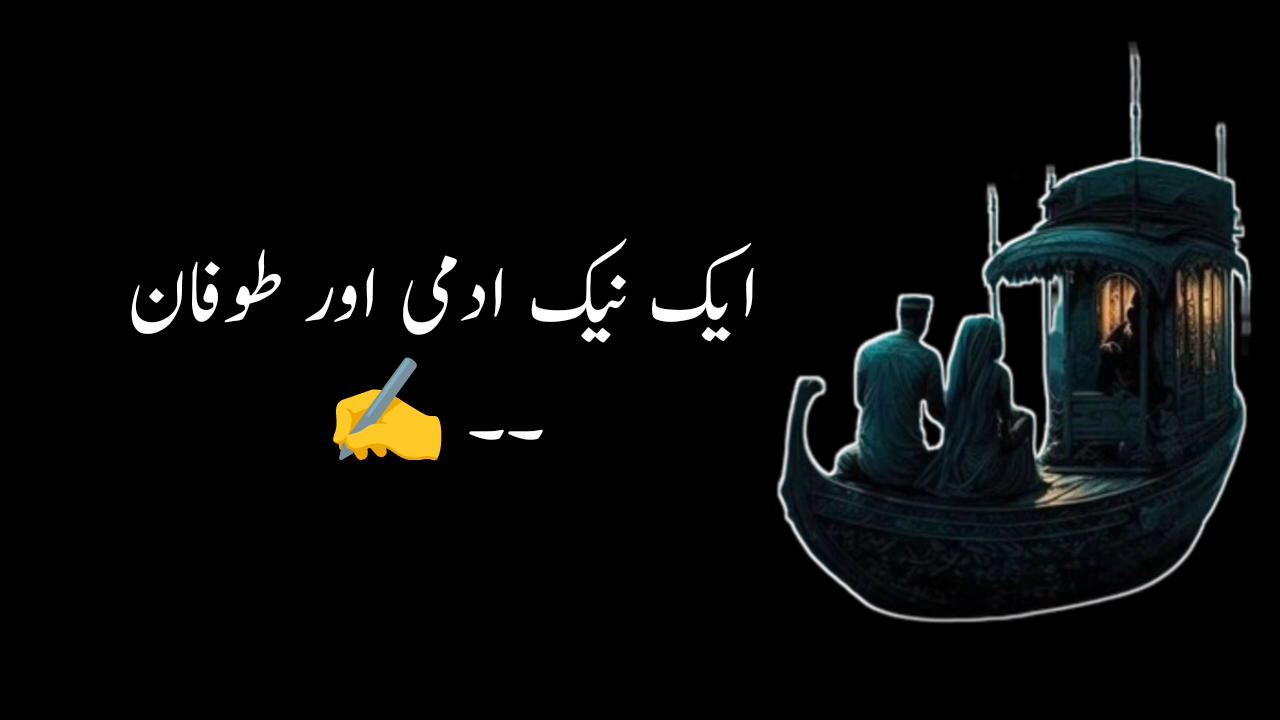 ایک نیک ادمی اور طوفان
۔۔ ✍️